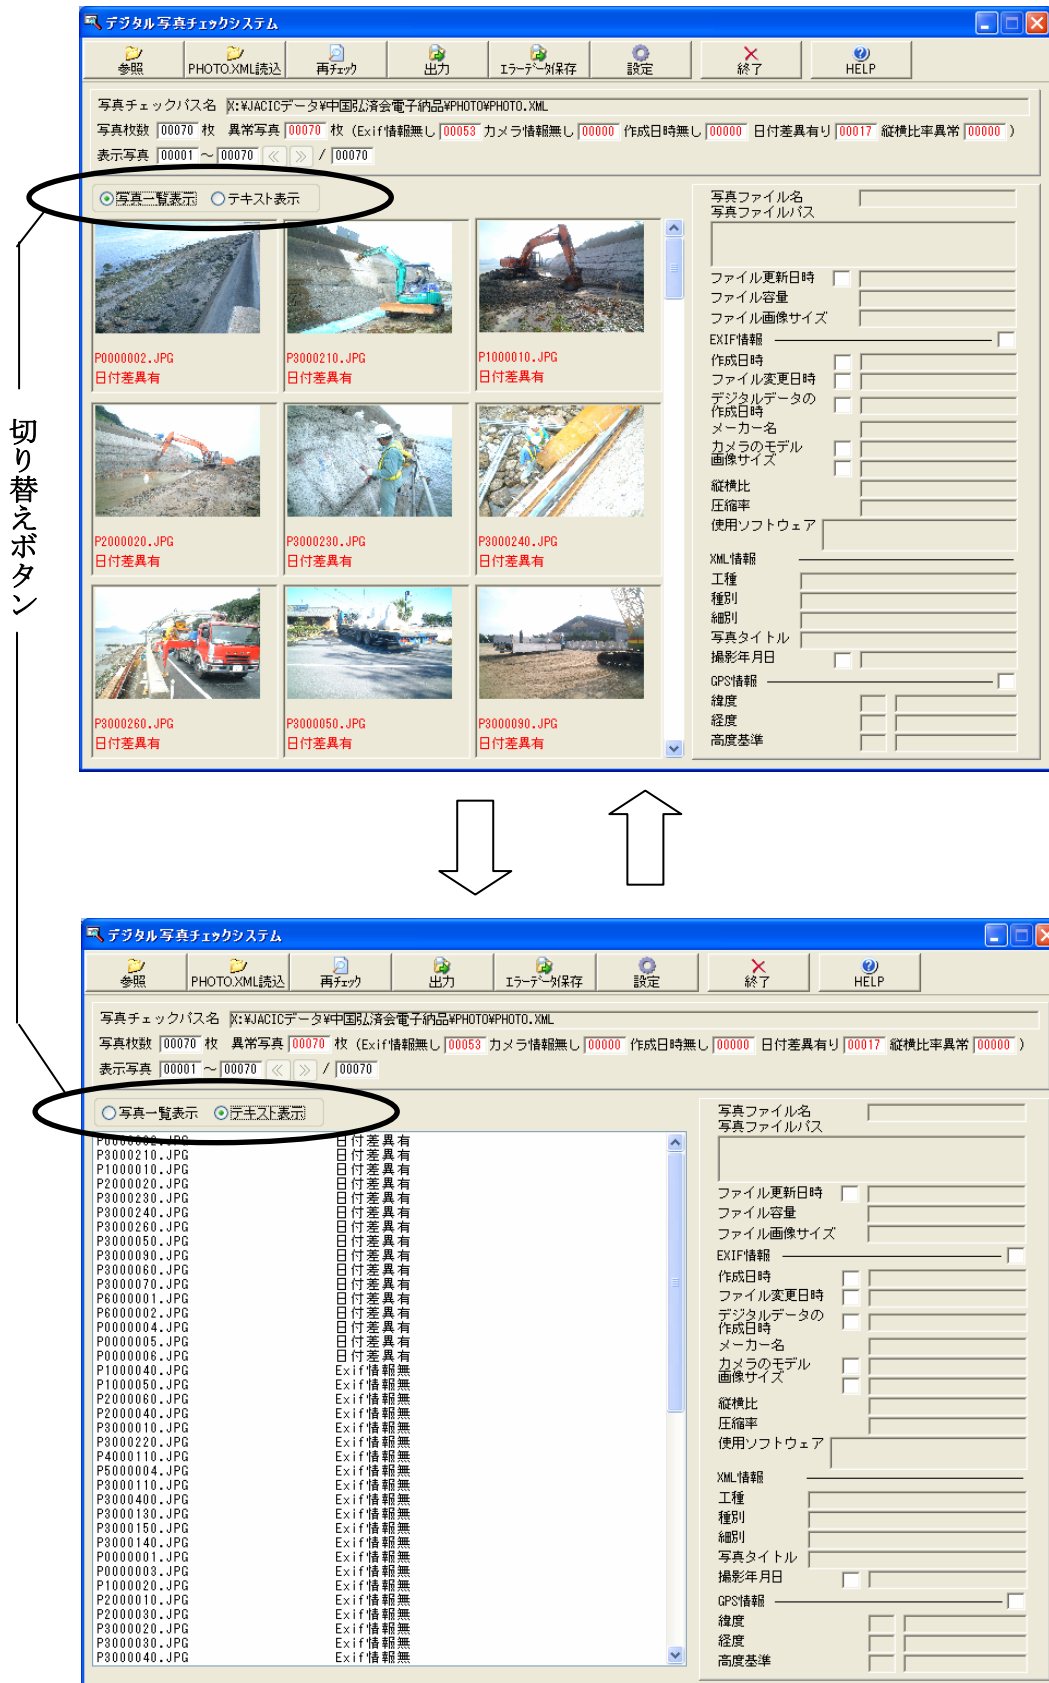 デジタル写真チェックシステム
参照 PHOTO.XML読込 再チェック 出力 エラーデータ保存 設定 終了 HELP
写真チェックパス名 X:¥JACICデータ¥中国弘済会電子納品¥PHOTO¥PHOTO.XML
写真枚数 00070 枚 異常写真 00070 枚 (Exif情報無し 00053 カメラ情報無し 00000 作成日時無し 00000 日付差異有り 00017 縦横比率異常 00000 )
表示写真 00001 ～ 00070 ≪ ≫ / 00070
写真一覧表示 テキスト表示
P0000002.JPG P3000210.JPG P1000010.JPG
日付差異有 日付差異有 日付差異有
P2000020.JPG P3000230.JPG P3000240.JPG
日付差異有 日付差異有 日付差異有
P3000260.JPG P3000050.JPG P3000090.JPG
日付差異有 日付差異有 日付差異有
写真ファイル名
写真ファイルパス
ファイル更新日時
ファイル容量
ファイル画像サイズ
EXIF情報
作成日時
ファイル変更日時
デジタルデータの
作成日時
メーカー名
カメラのモデル
画像サイズ
縦横比
圧縮率
使用ソフトウェア
XML情報
工種
種別
細別
写真タイトル
撮影年月日
GPS情報
緯度
経度
高度基準
切り替えボタン
デジタル写真チェックシステム
参照 PHOTO.XML読込 再チェック 出力 エラーデータ保存 設定 終了 HELP
写真チェックパス名 X:¥JACICデータ¥中国弘済会電子納品¥PHOTO¥PHOTO.XML
写真枚数 00070 枚 異常写真 00070 枚 (Exif情報無し 00053 カメラ情報無し 00000 作成日時無し 00000 日付差異有り 00017 縦横比率異常 00000 )
表示写真 00001 ～ 00070 ≪ ≫ / 00070
写真一覧表示 テキスト表示
P0000002.JPG 日付差異有
P3000210.JPG 日付差異有
P1000010.JPG 日付差異有
P2000020.JPG 日付差異有
P3000230.JPG 日付差異有
P3000240.JPG 日付差異有
P3000260.JPG 日付差異有
P3000050.JPG 日付差異有
P3000090.JPG 日付差異有
P3000060.JPG 日付差異有
P3000070.JPG 日付差異有
P6000001.JPG 日付差異有
P6000002.JPG 日付差異有
P0000004.JPG 日付差異有
P0000005.JPG 日付差異有
P0000006.JPG 日付差異有
P1000040.JPG Exif情報無
P1000050.JPG Exif情報無
P2000060.JPG Exif情報無
P2000040.JPG Exif情報無
P3000010.JPG Exif情報無
P3000220.JPG Exif情報無
P4000110.JPG Exif情報無
P5000004.JPG Exif情報無
P3000110.JPG Exif情報無
P3000400.JPG Exif情報無
P3000130.JPG Exif情報無
P3000150.JPG Exif情報無
P3000140.JPG Exif情報無
P0000001.JPG Exif情報無
P0000003.JPG Exif情報無
P1000020.JPG Exif情報無
P2000010.JPG Exif情報無
P2000030.JPG Exif情報無
P3000020.JPG Exif情報無
P3000030.JPG Exif情報無
P3000040.JPG Exif情報無
写真ファイル名
写真ファイルパス
ファイル更新日時
ファイル容量
ファイル画像サイズ
EXIF情報
作成日時
ファイル変更日時
デジタルデータの
作成日時
メーカー名
カメラのモデル
画像サイズ
縦横比
圧縮率
使用ソフトウェア
XML情報
工種
種別
細別
写真タイトル
撮影年月日
GPS情報
緯度
経度
高度基準